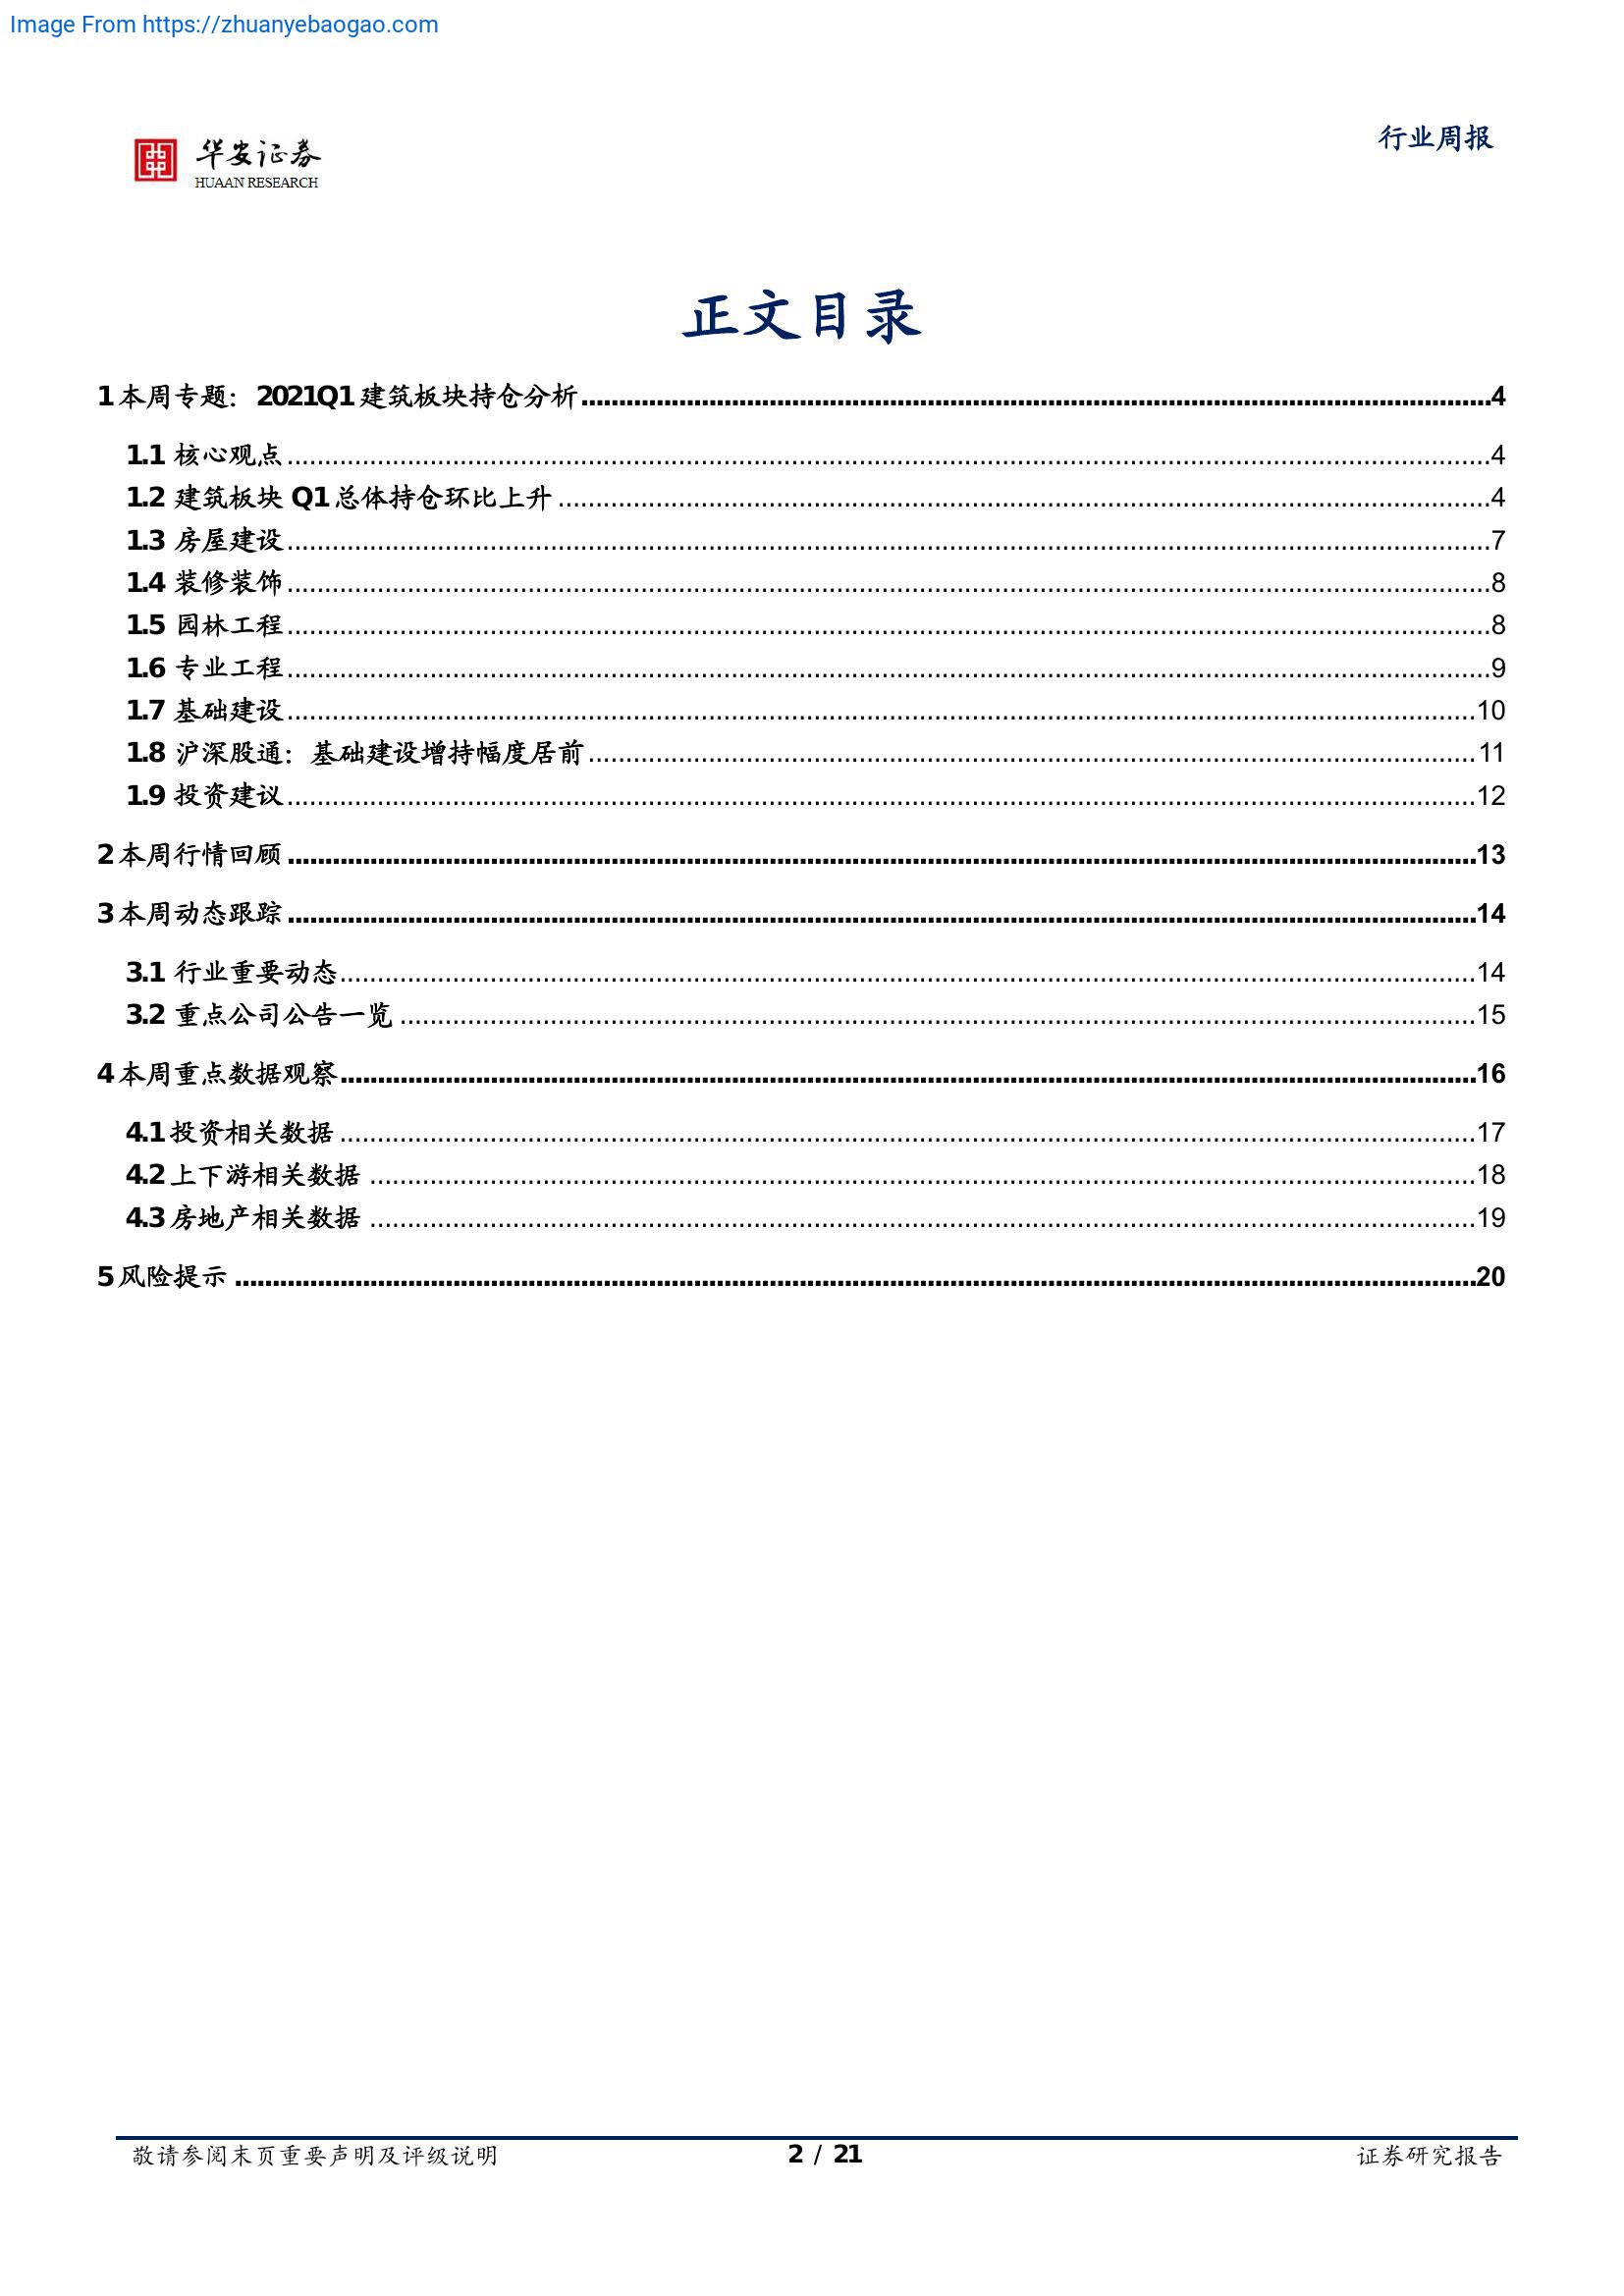 Image From https://zhuanyebaogao.com
华安证券
HUAAN RESEARCH
行业周报
正文目录
1 本周专题：2021Q1 建筑板块持仓分析 4
1.1 核心观点 4
1.2 建筑板块 Q1 总体持仓环比上升 4
1.3 房屋建设 7
1.4 装修装饰 8
1.5 园林工程 8
1.6 专业工程 9
1.7 基础建设 10
1.8 沪深股通：基础建设增持幅度居前 11
1.9 投资建议 12
2 本周行情回顾 13
3 本周动态跟踪 14
3.1 行业重要动态 14
3.2 重点公司公告一览 15
4 本周重点数据观察 16
4.1 投资相关数据 17
4.2 上下游相关数据 18
4.3 房地产相关数据 19
5 风险提示 20
敬请参阅末页重要声明及评级说明 2 / 21 证券研究报告